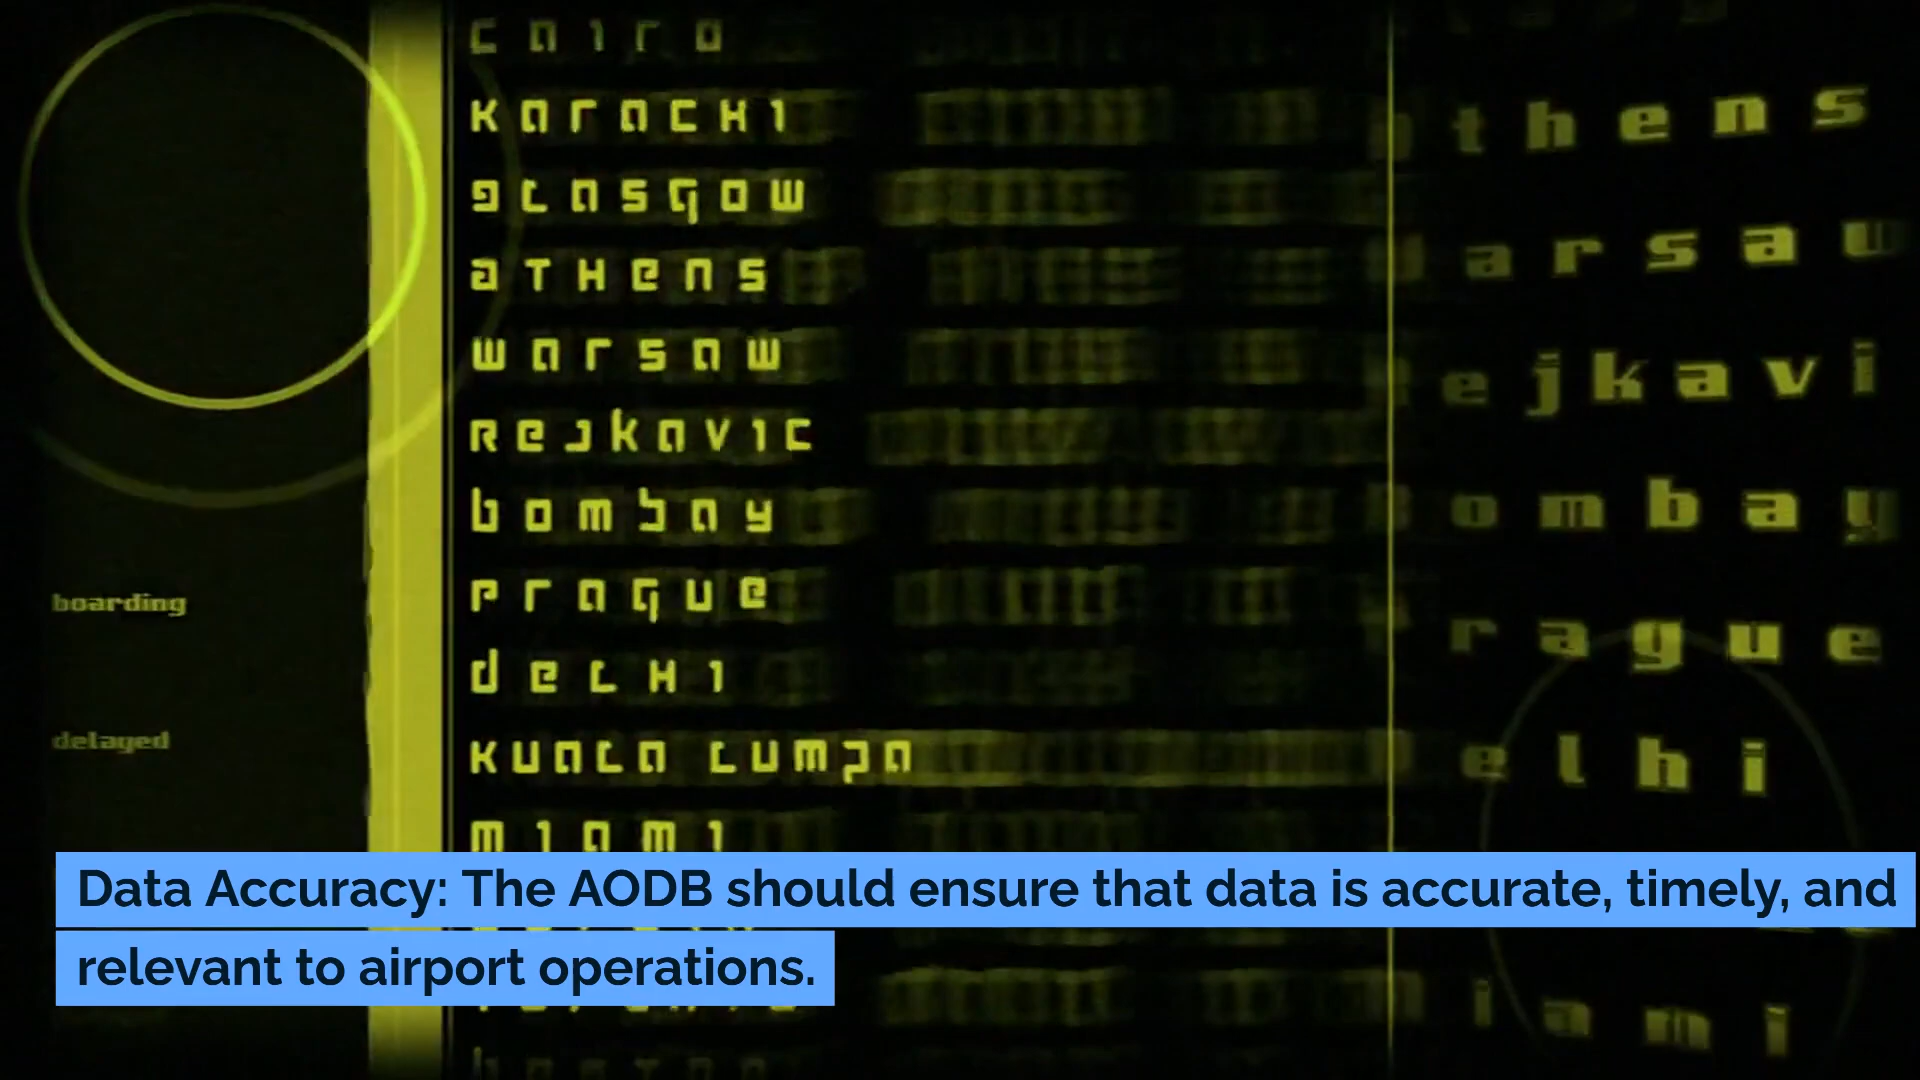 cairo
Karachi
glasgow
athens
warsaw
Rejkavic
bombay
prague
delhi
Kuala Lumpa
miami
boarding
delayed
thens
arsaw
ejkavi
ombay
rague
elhi
iami
Data Accuracy: The AODB should ensure that data is accurate, timely, and
relevant to airport operations.